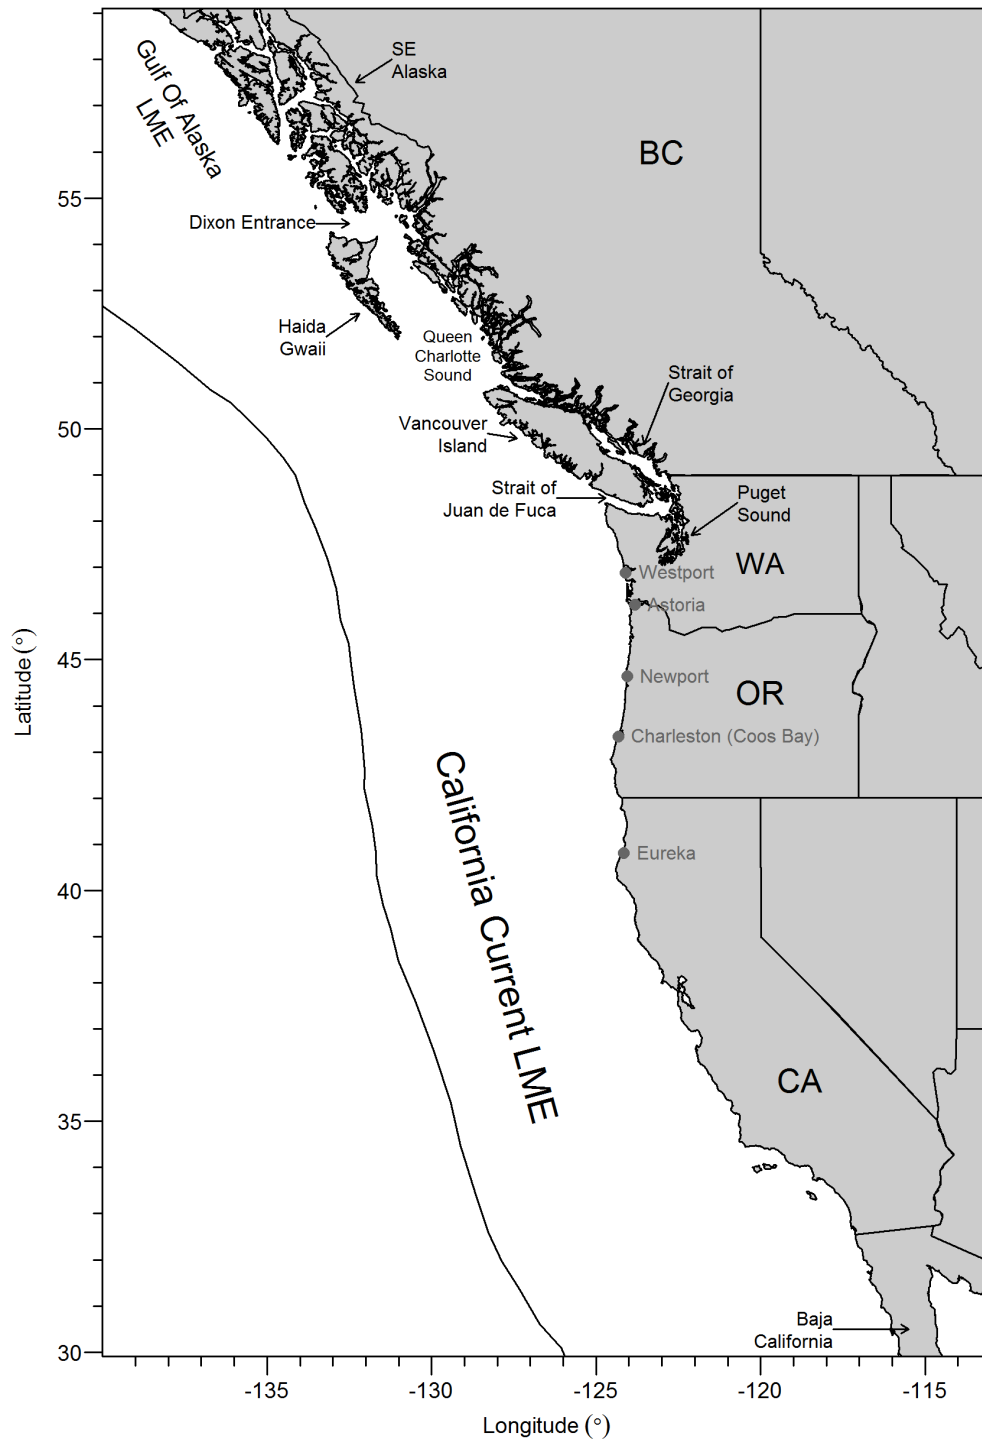 SE
Alaska
Gulf Of Alaska
LME
BC
55
Dixon Entrance
Haida
Gwaii
Queen
Charlotte
Sound
Strait of
Georgia
50
Vancouver
Island
Strait of
Juan de Fuca
Puget
Sound
WA
Westport
Astoria
45
Newport
OR
Charleston (Coos Bay)
Latitude (°)
California Current LME
Eureka
40
CA
35
Baja
California
30
-135
-130
-125
-120
-115
Longitude (°)